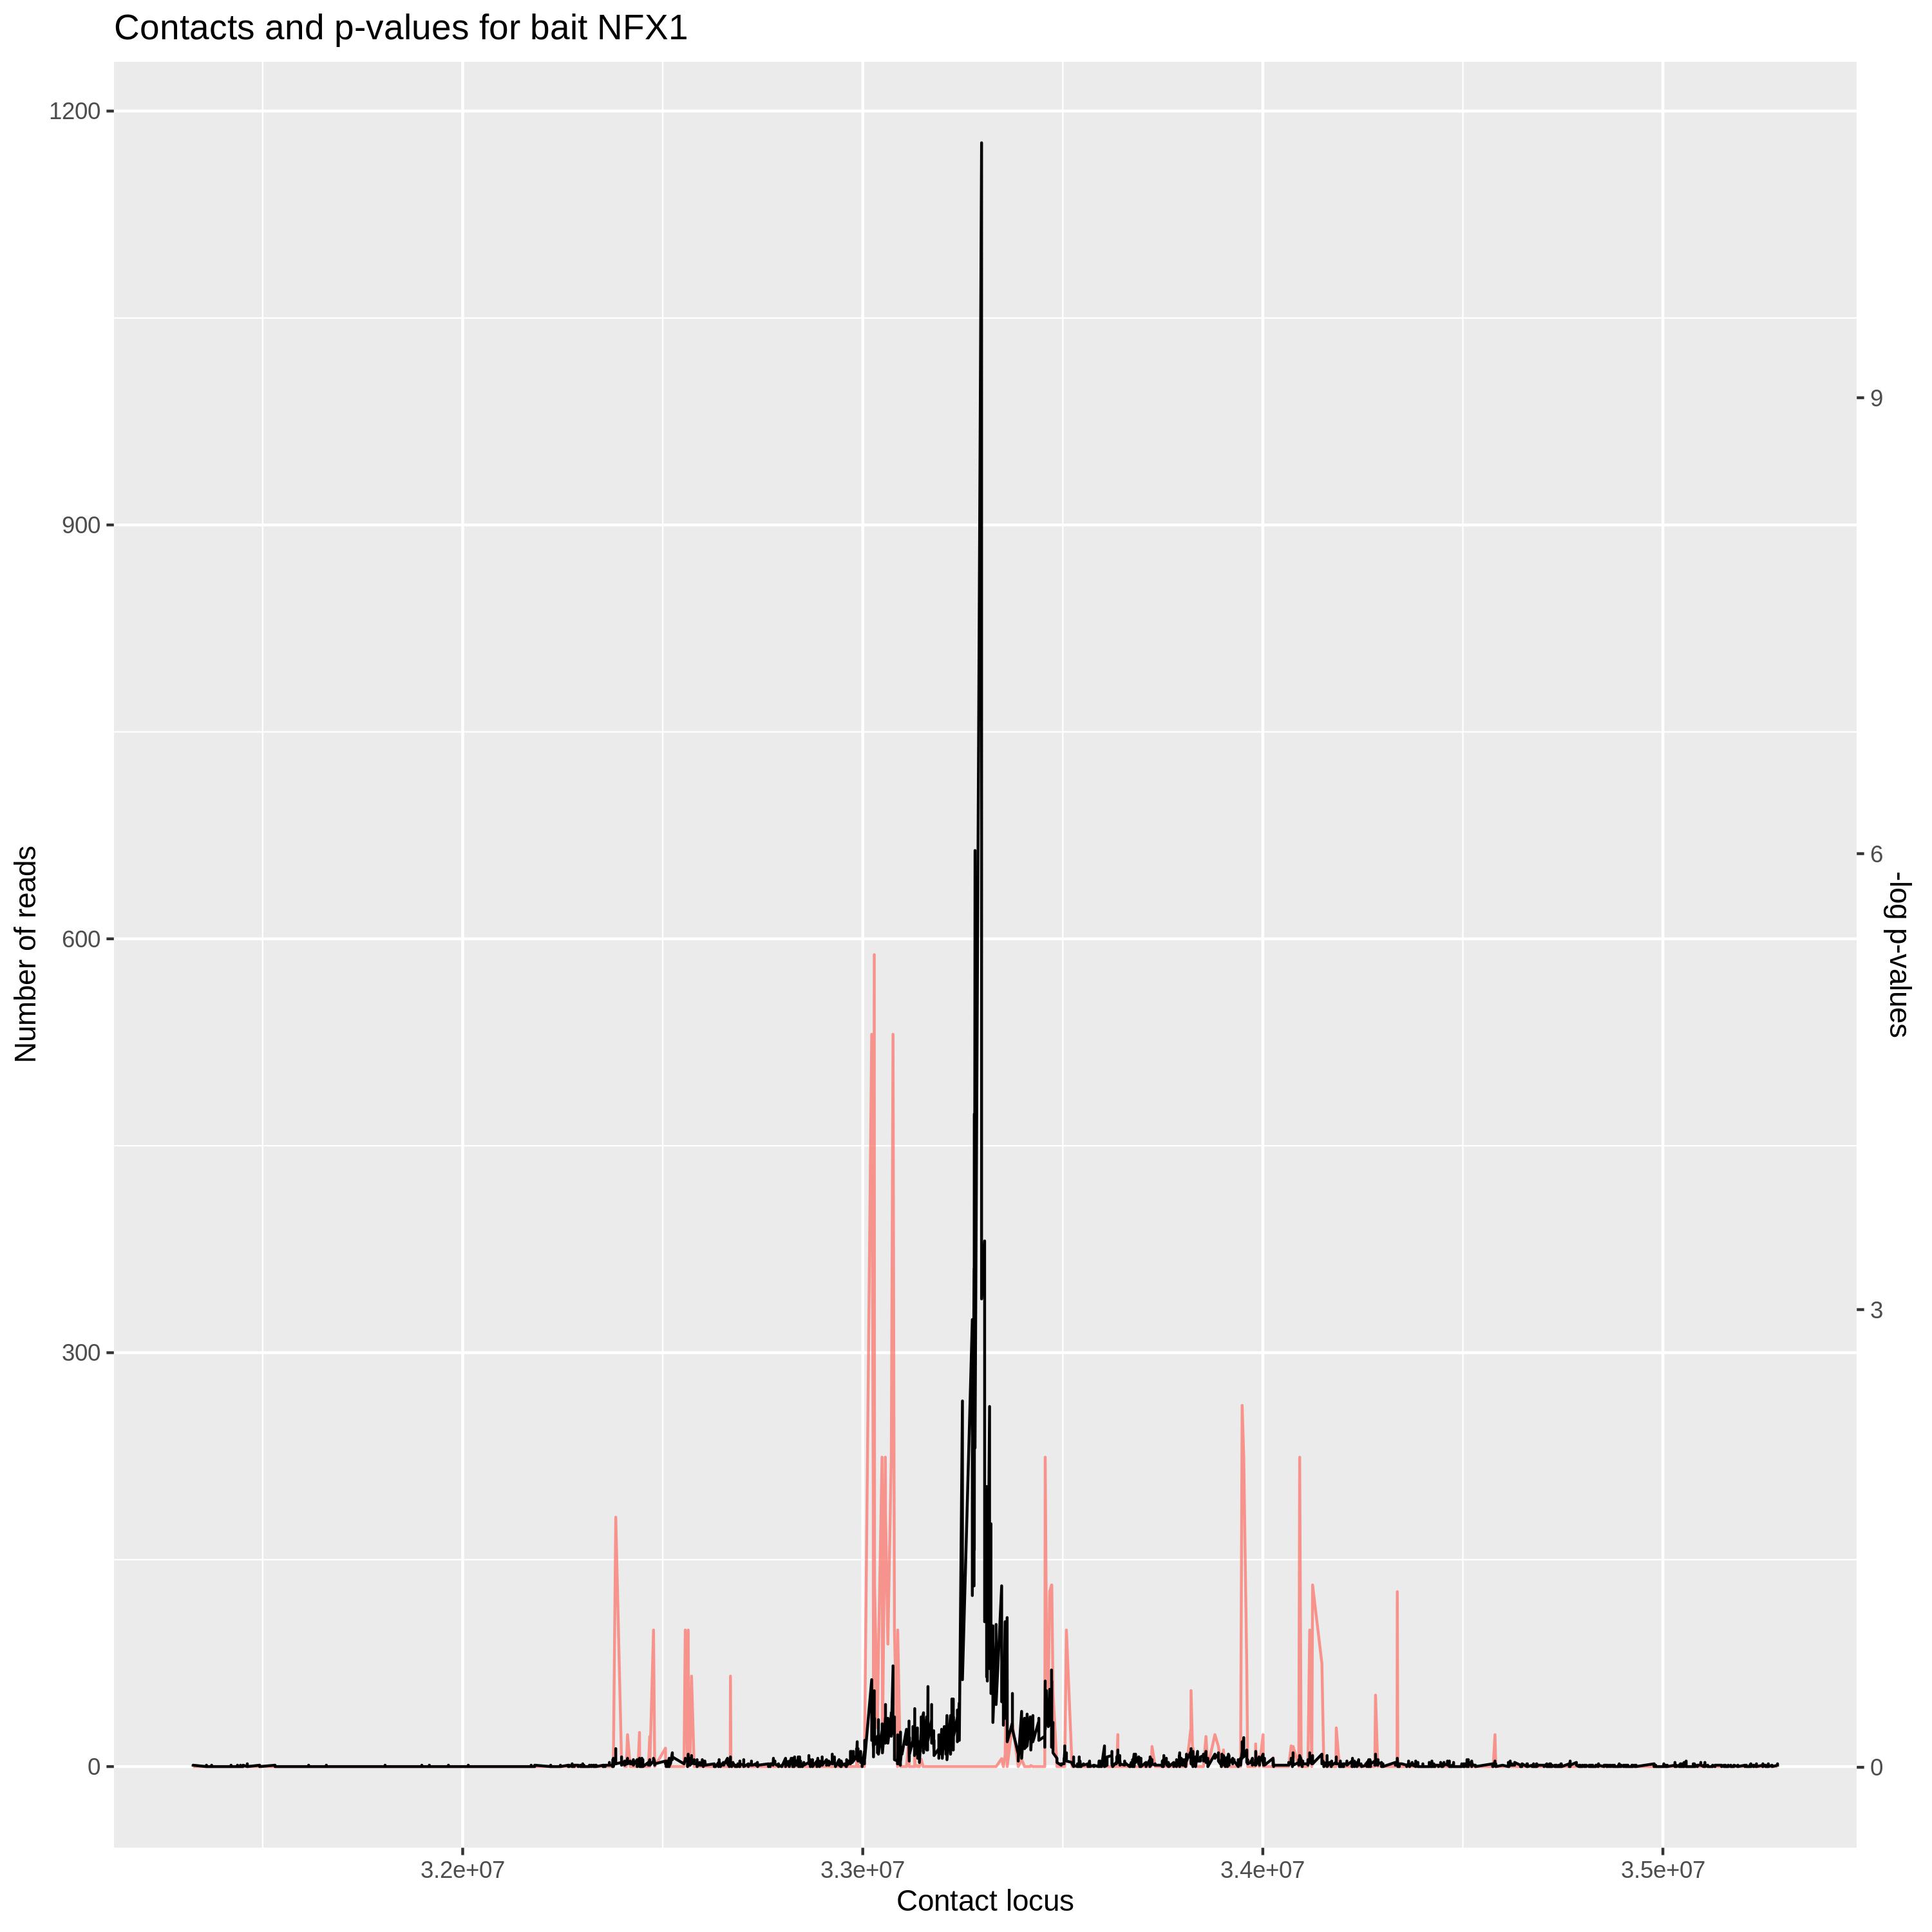 Contacts and p-values for bait NFX1
1200
900
600
300
0
Number of reads
9
6
3
0
-log p-values
3.2e+07
3.3e+07
3.4e+07
3.5e+07
Contact locus